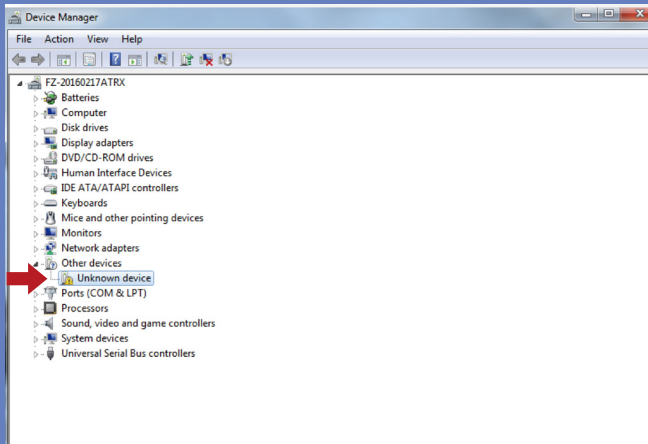 Device Manager
File Action View Help
FZ-20160217ATRX
Batteries
Computer
Disk drives
Display adapters
DVD/CD-ROM drives
Human Interface Devices
IDE ATA/ATAPI controllers
Keyboards
Mice and other pointing devices
Monitors
Network adapters
Other devices
Unknown device
Ports (COM & LPT)
Processors
Sound, video and game controllers
System devices
Universal Serial Bus controllers